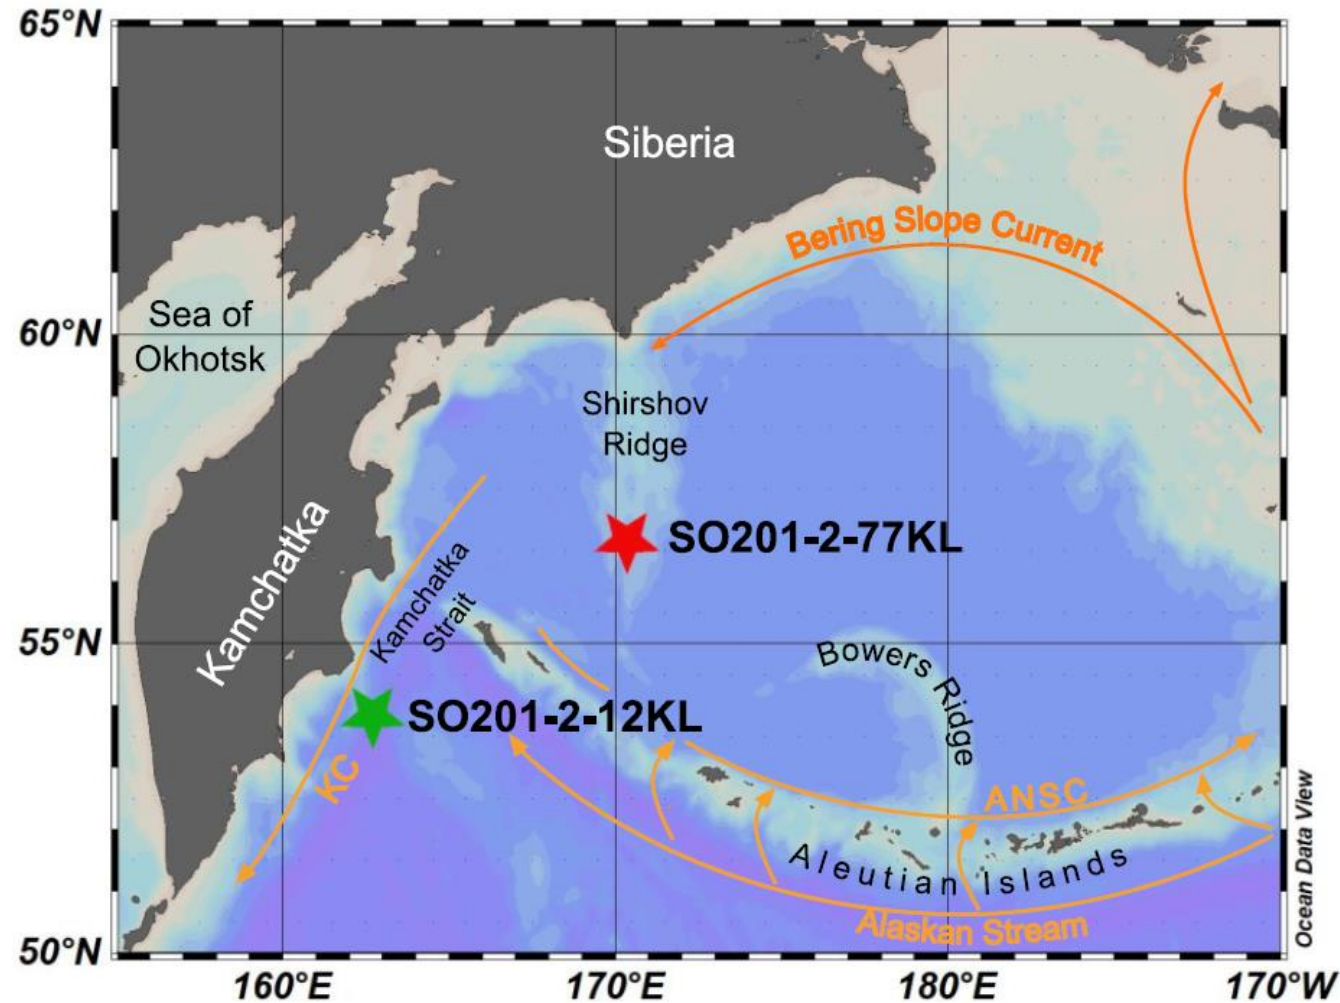 65°N
Siberia
Bering Slope Current
Sea of
Okhotsk
60°N
Shirshov
Ridge
SO201-2-77KL
Kamchatka
Kamchatka
Strait
55°N
Bowers Ridge
SO201-2-12KL
KC
ANSC
Aleutian Islands
Alaskan Stream
Ocean Data View
50°N
160°E
170°E
180°E
170°W